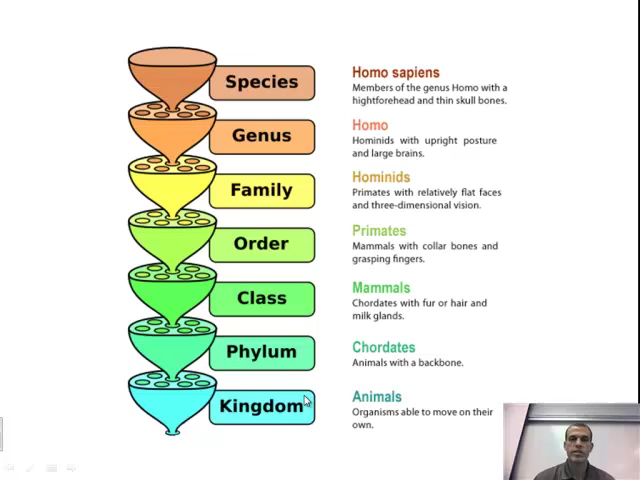 Species
Homo sapiens
Members of the genus Homo with a
hightforehead and thin skull bones.
Genus
Homo
Hominids with upright posture
and large brains.
Family
Hominids
Primates with relatively flat faces
and three-dimensional vision.
Order
Primates
Mammals with collar bones and
grasping fingers.
Class
Mammals
Chordates with fur or hair and
milk glands.
Phylum
Chordates
Animals with a backbone.
Kingdom
Animals
Organisms able to move on their
own.